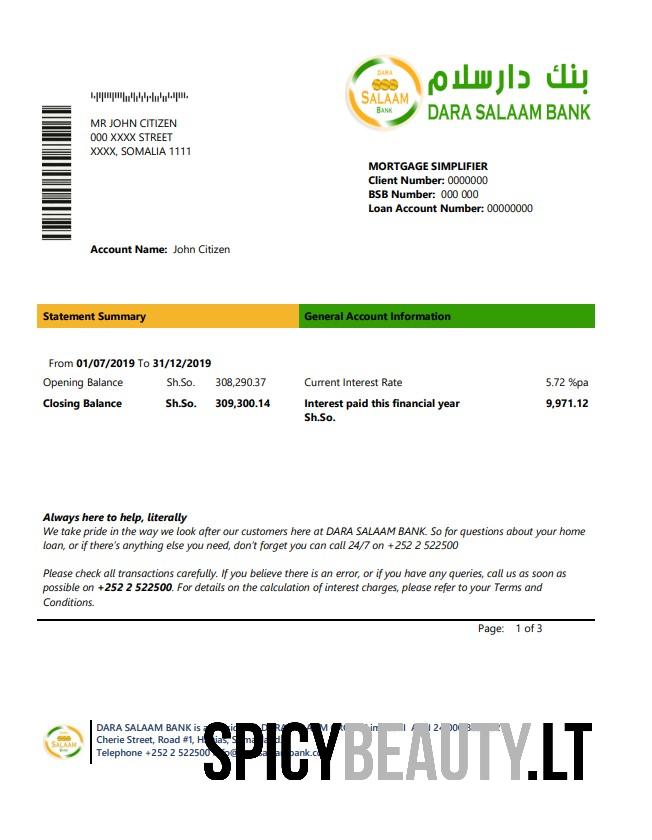 بنك دارسلام
DARA
SALAAM
Bank
DARA SALAAM BANK
MR JOHN CITIZEN
000 XXXX STREET
XXXX, SOMALIA 1111
MORTGAGE SIMPLIFIER
Client Number: 0000000
BSB Number: 000 000
Loan Account Number: 00000000
Account Name: John Citizen
Statement Summary
General Account Information
From 01/07/2019 To 31/12/2019
Opening Balance Sh.So. 308,290.37
Current Interest Rate 5.72 %pa
Closing Balance Sh.So. 309,300.14
Interest paid this financial year 9,971.12
Sh.So.
Always here to help, literally
We take pride in the way we look after our customers here at DARA SALAAM BANK. So for questions about your home
loan, or if there's anything else you need, don't forget you can call 24/7 on +252 2 522500
Please check all transactions carefully. If you believe there is an error, or if you have any queries, call us as soon as
possible on +252 2 522500. For details on the calculation of interest charges, please refer to your Terms and
Conditions.
Page: 1 of 3
SALAAM
DARA SALAAM BANK is a
Cherie Street, Road #1,
Telephone +252 2 522500
SPICYBEAUTY.LT